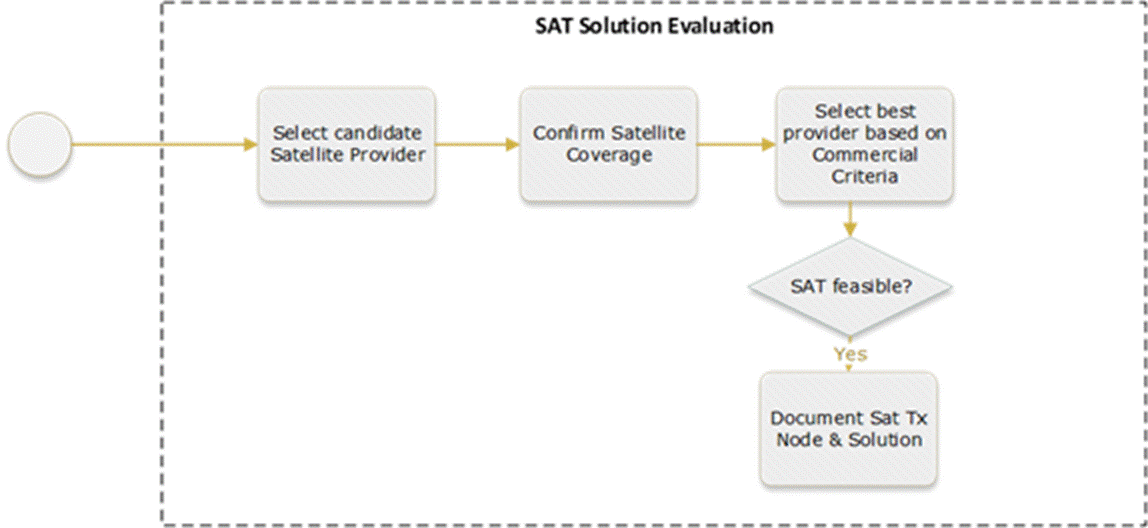 SAT Solution Evaluation
Select candidate
Satellite Provider
Confirm Satellite
Coverage
Select best
provider based on
Commercial
Criteria
SAT feasible?
Yes
Document Sat Tx
Node & Solution